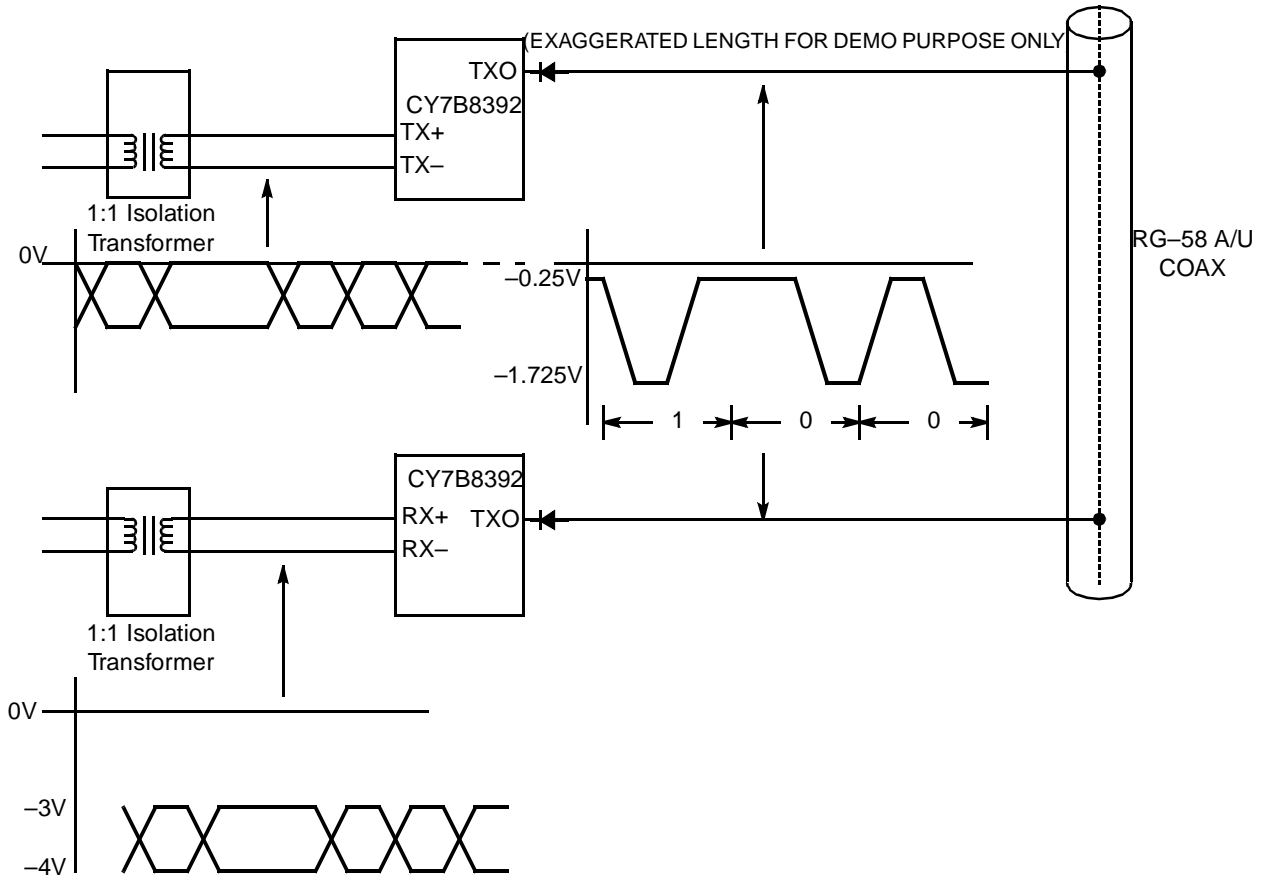 (EXAGGERATED LENGTH FOR DEMO PURPOSE ONLY
TXO
CY7B8392
TX+
TX–
1:1 Isolation
Transformer
RG–58 A/U
COAX
0V
–0.25V
–1.725V
1 0 0
CY7B8392
RX+ TXO
RX–
1:1 Isolation
Transformer
0V
–3V
–4V